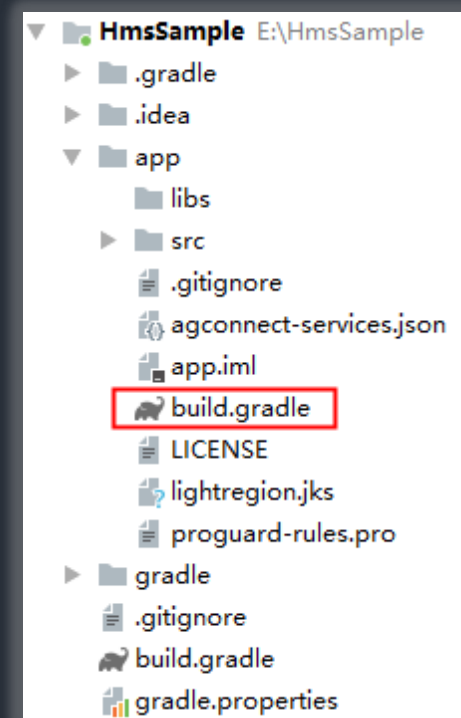 HmsSample E:\HmsSample
.gradle
.idea
app
libs
src
.gitignore
agconnect-services.json
app.iml
build.gradle
LICENSE
lightregion.jks
proguard-rules.pro
gradle
.gitignore
build.gradle
gradle.properties